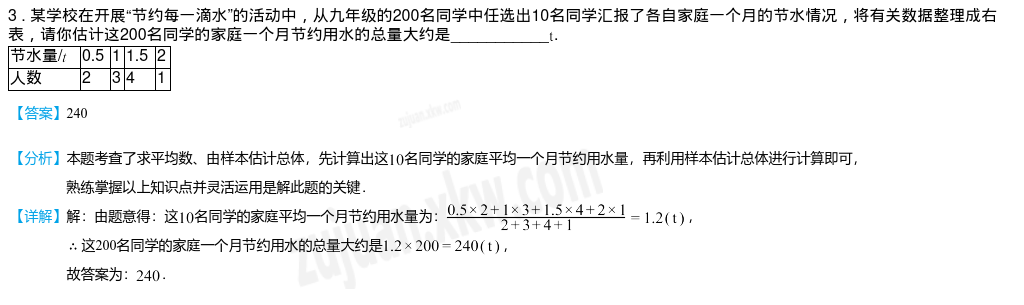 3．某学校在开展“节约每一滴水”的活动中，从九年级的200名同学中任选出10名同学汇报了各自家庭一个月的节水情况，将有关数据整理成右
表，请你估计这200名同学的家庭一个月节约用水的总量大约是____________t.
节水量/t 0.5 1 1.5 2
人数 2 3 4 1
【答案】240
【分析】本题考查了求平均数、由样本估计总体，先计算出这10名同学的家庭平均一个月节约用水量，再利用样本估计总体进行计算即可，
熟练掌握以上知识点并灵活运用是解此题的关键．
【详解】解：由题意得：这10名同学的家庭平均一个月节约用水量为：(0.5×2+1×3+1.5×4+2×1)/(2+3+4+1)=1.2(t)，
∴这200名同学的家庭一个月节约用水的总量大约是1.2×200=240(t)，
故答案为：240．
zujuan.xkw.com
zujuan.xkw.com